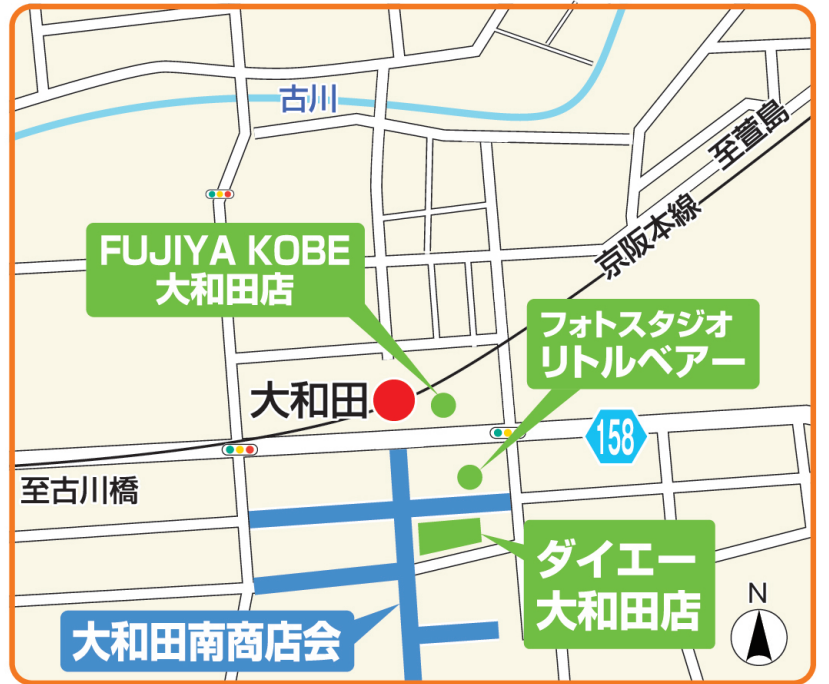 古川
至萱島
京阪本線
FUJIYA KOBE
大和田店
フォトスタジオ
リトルベアー
大和田
158
至古川橋
ダイエー
大和田店
大和田南商店会
N